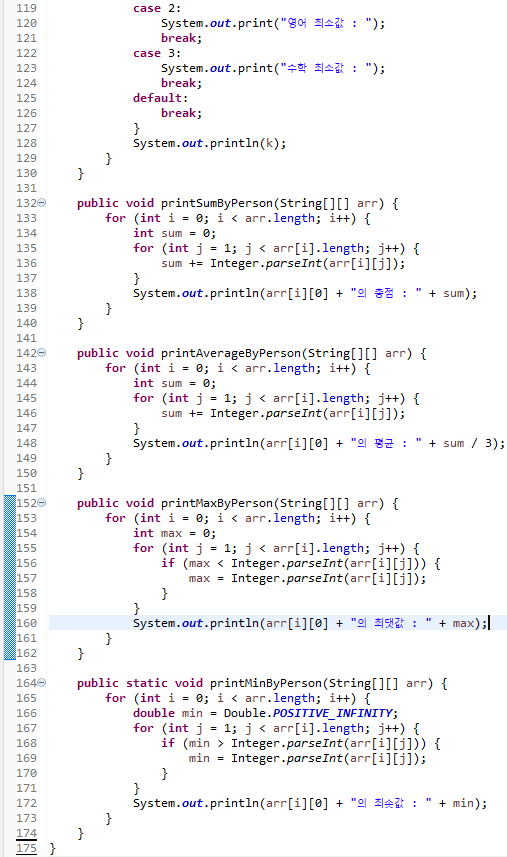 119             case 2:
120                 System.out.print("영어 최소값 : ");
121                 break;
122             case 3:
123                 System.out.print("수학 최소값 : ");
124                 break;
125             default:
126                 break;
127             }
128             System.out.println(k);
129         }
130     }
131
132     public void printSumByPerson(String[][] arr) {
133         for (int i = 0; i < arr.length; i++) {
134             int sum = 0;
135             for (int j = 1; j < arr[i].length; j++) {
136                 sum += Integer.parseInt(arr[i][j]);
137             }
138             System.out.println(arr[i][0] + "의 총점 : " + sum);
139         }
140     }
141
142     public void printAverageByPerson(String[][] arr) {
143         for (int i = 0; i < arr.length; i++) {
144             int sum = 0;
145             for (int j = 1; j < arr[i].length; j++) {
146                 sum += Integer.parseInt(arr[i][j]);
147             }
148             System.out.println(arr[i][0] + "의 평균 : " + sum / 3);
149         }
150     }
151
152     public void printMaxByPerson(String[][] arr) {
153         for (int i = 0; i < arr.length; i++) {
154             int max = 0;
155             for (int j = 1; j < arr[i].length; j++) {
156                 if (max < Integer.parseInt(arr[i][j])) {
157                     max = Integer.parseInt(arr[i][j]);
158                 }
159             }
160             System.out.println(arr[i][0] + "의 최댓값 : " + max);
161         }
162     }
163
164     public static void printMinByPerson(String[][] arr) {
165         for (int i = 0; i < arr.length; i++) {
166             double min = Double.POSITIVE_INFINITY;
167             for (int j = 1; j < arr[i].length; j++) {
168                 if (min > Integer.parseInt(arr[i][j])) {
169                     min = Integer.parseInt(arr[i][j]);
170                 }
171             }
172             System.out.println(arr[i][0] + "의 최솟값 : " + min);
173         }
174     }
175 }